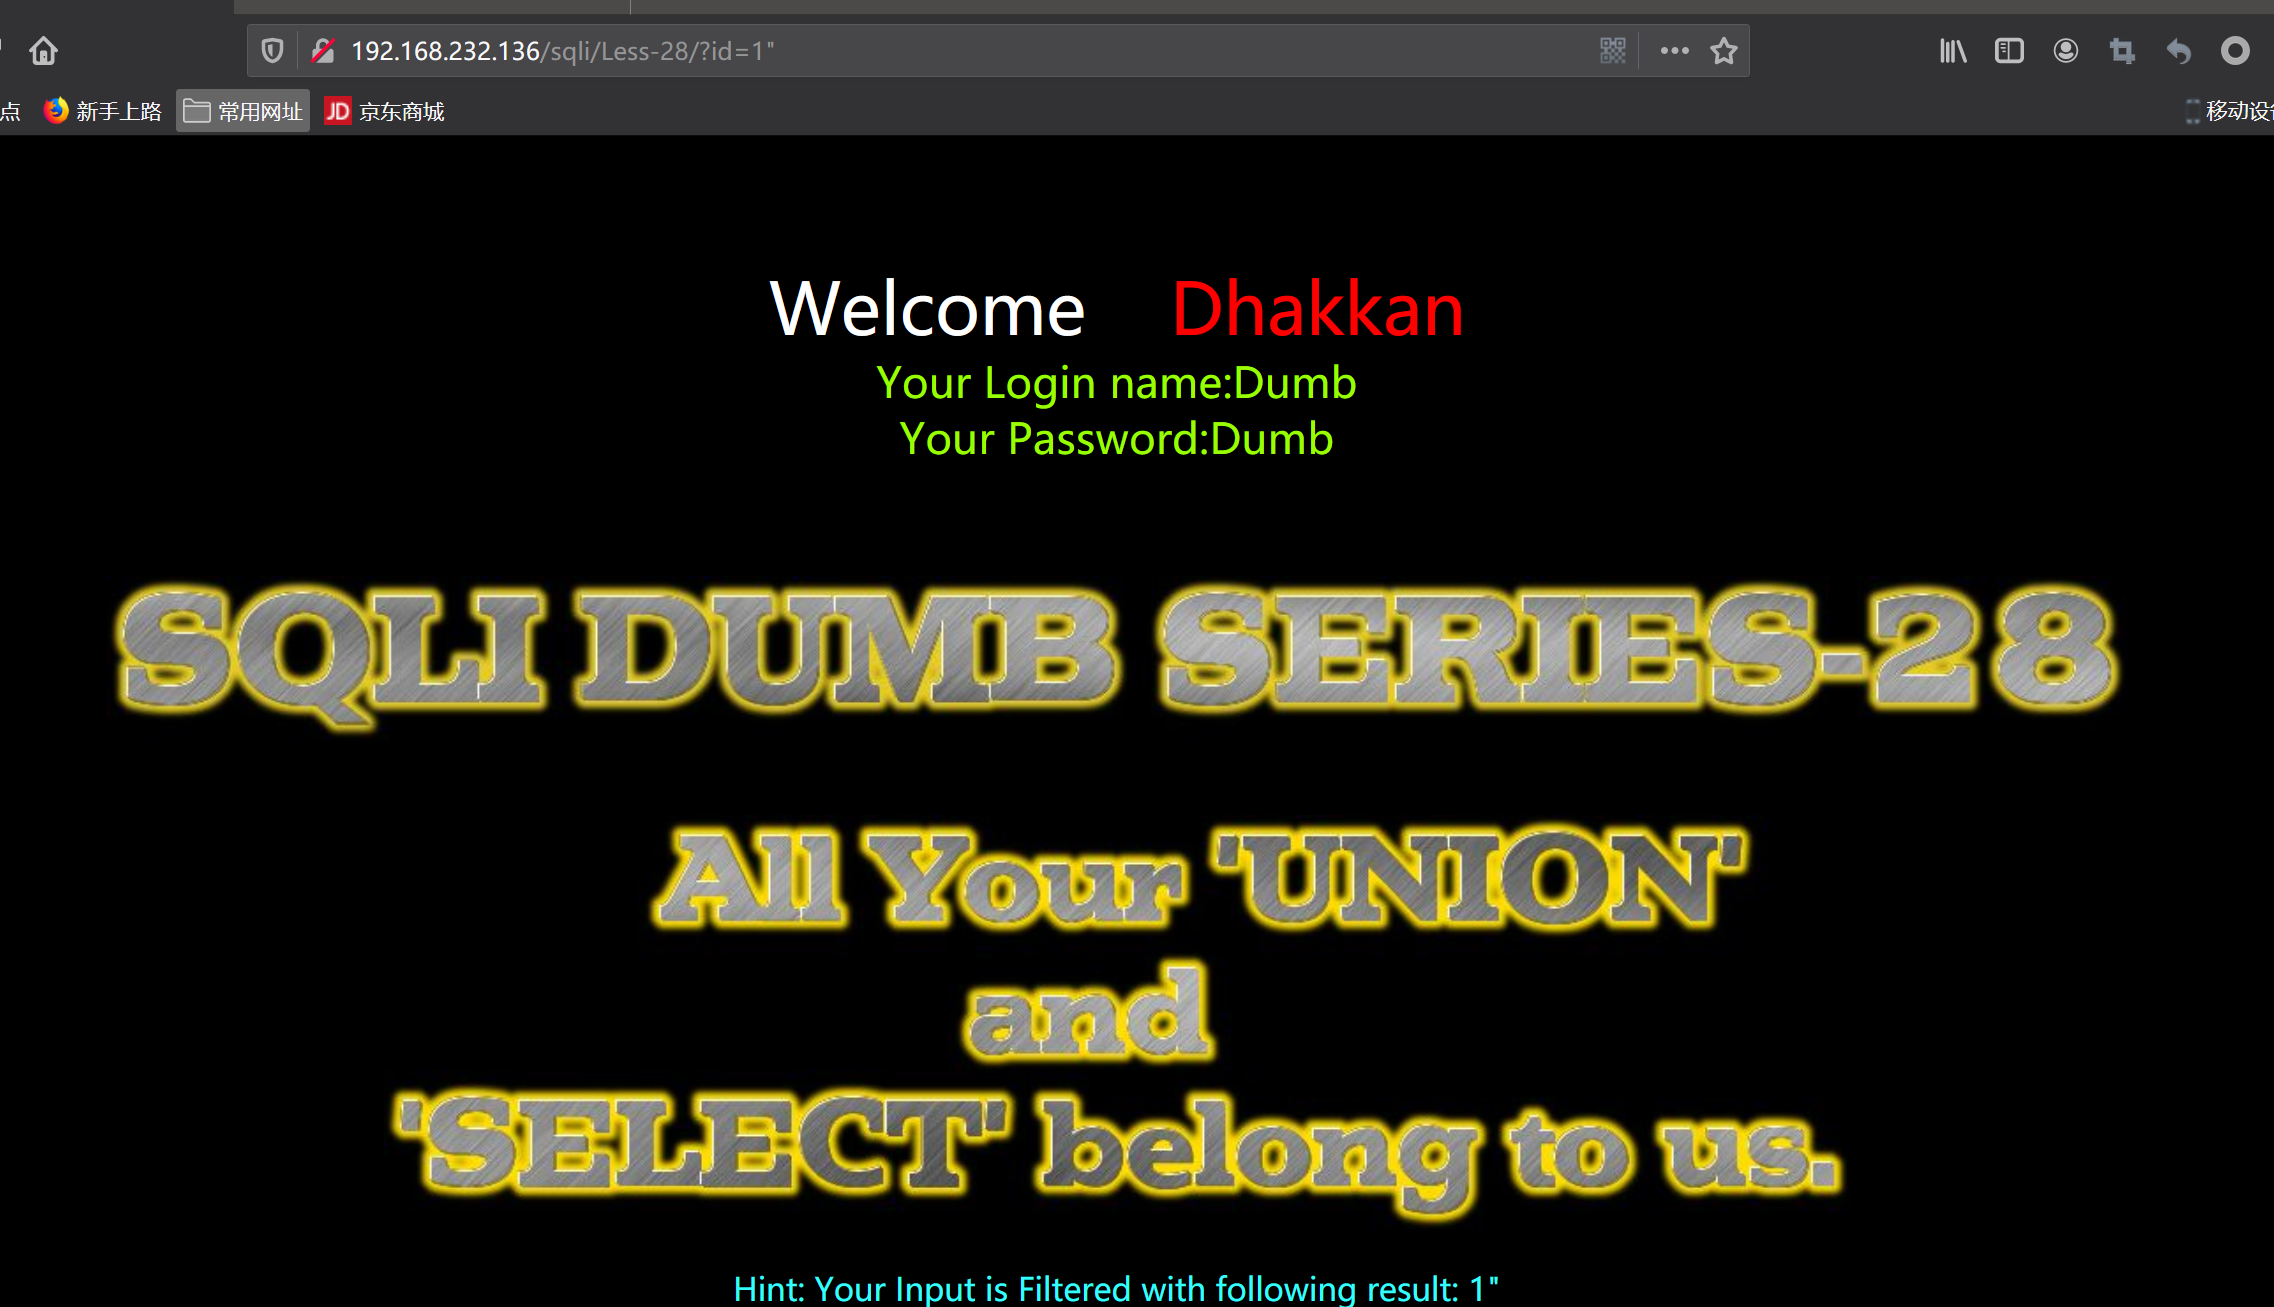 192.168.232.136/sqli/Less-28/?id=1"
点 新手上路 常用网址 JD 京东商城 移动设
Welcome Dhakkan
Your Login name:Dumb
Your Password:Dumb
SQLI DUMB SERIES-28
All Your 'UNION'
and
'SELECT' belong to us.
Hint: Your Input is Filtered with following result: 1"